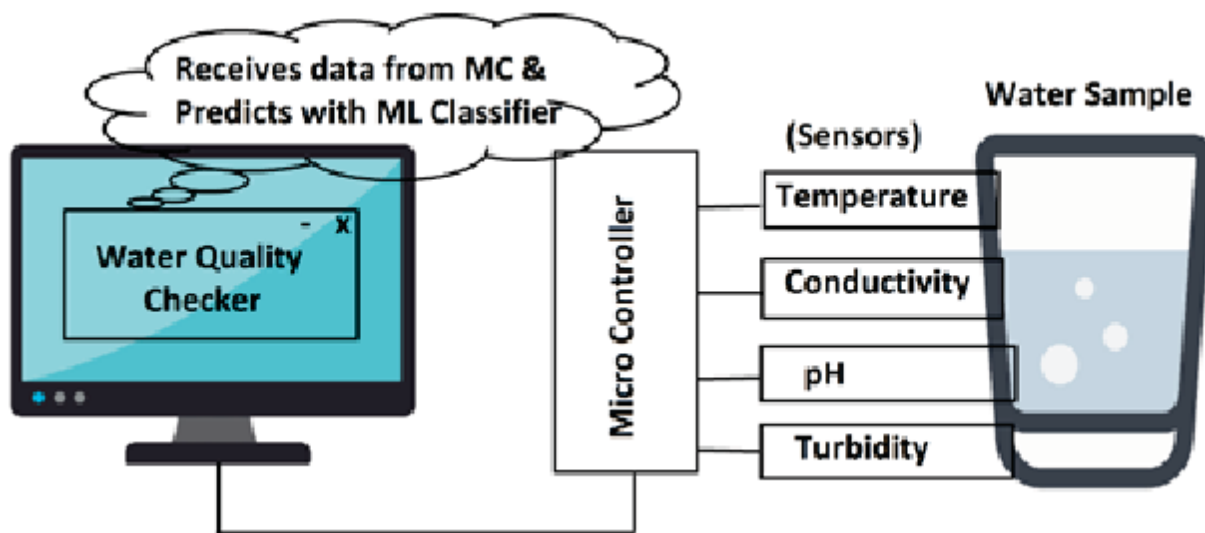 Receives data from MC &
Predicts with ML Classifier
Water Sample
(Sensors)
Temperature
Conductivity
pH
Turbidity
Micro Controller
- x
Water Quality
Checker